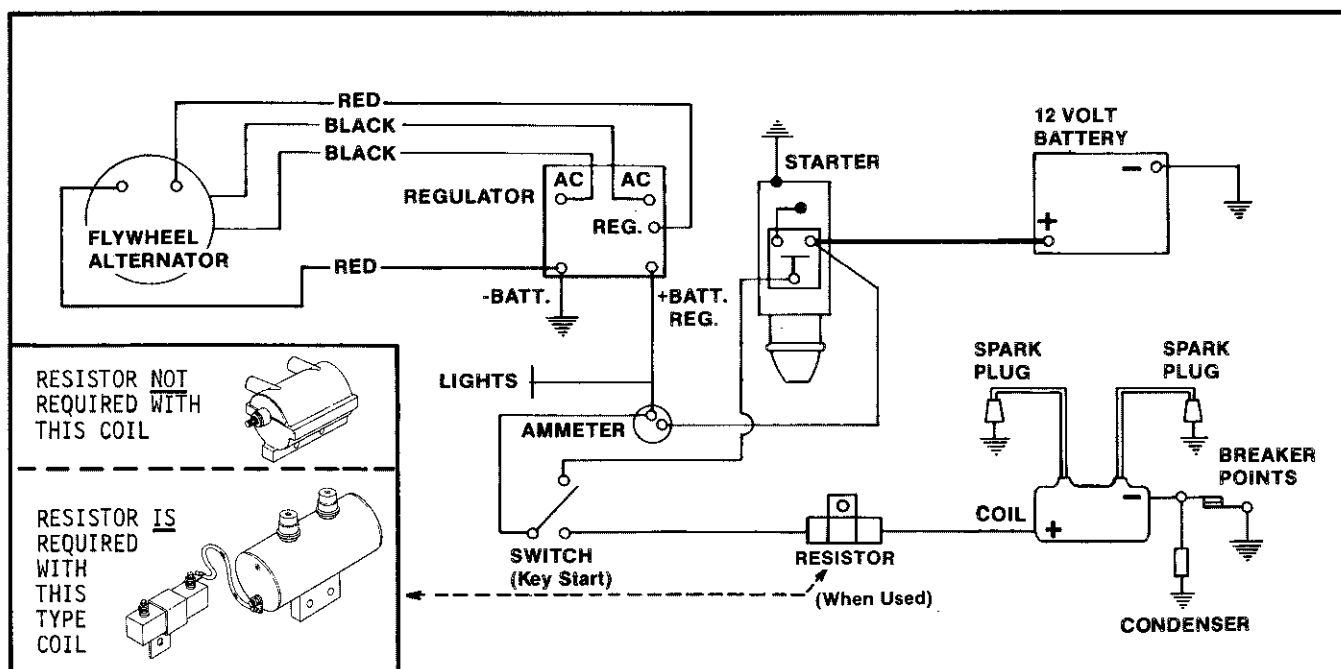 RED
BLACK
BLACK
12 VOLT
BATTERY
STARTER
AC
AC
REGULATOR
REG.
FLYWHEEL
ALTERNATOR
RED
-BATT.
+BATT.
REG.
-
+
RESISTOR NOT
REQUIRED WITH
THIS COIL
RESISTOR IS
REQUIRED
WITH
THIS
TYPE
COIL
LIGHTS
AMMETER
SPARK
PLUG
SPARK
PLUG
BREAKER
POINTS
COIL
+
-
SWITCH
(Key Start)
RESISTOR
(When Used)
CONDENSER